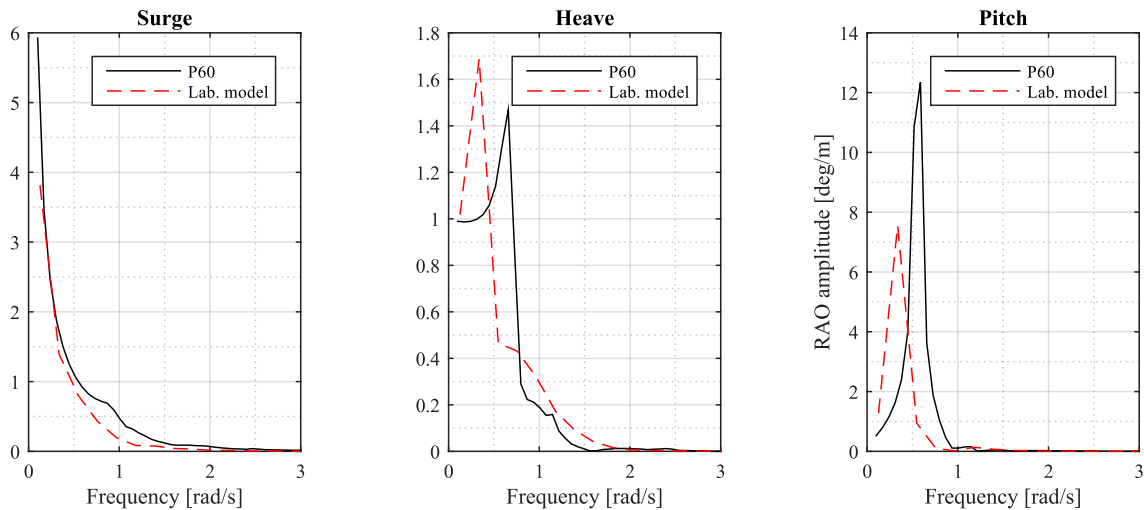 Surge
6
5
4
3
2
1
0
0 1 2 3
Frequency [rad/s]
P60
Lab. model
Heave
1.8
1.6
1.4
1.2
1
0.8
0.6
0.4
0.2
0
0 1 2 3
Frequency [rad/s]
P60
Lab. model
Pitch
RAO amplitude [deg/m]
14
12
10
8
6
4
2
0
0 1 2 3
Frequency [rad/s]
P60
Lab. model